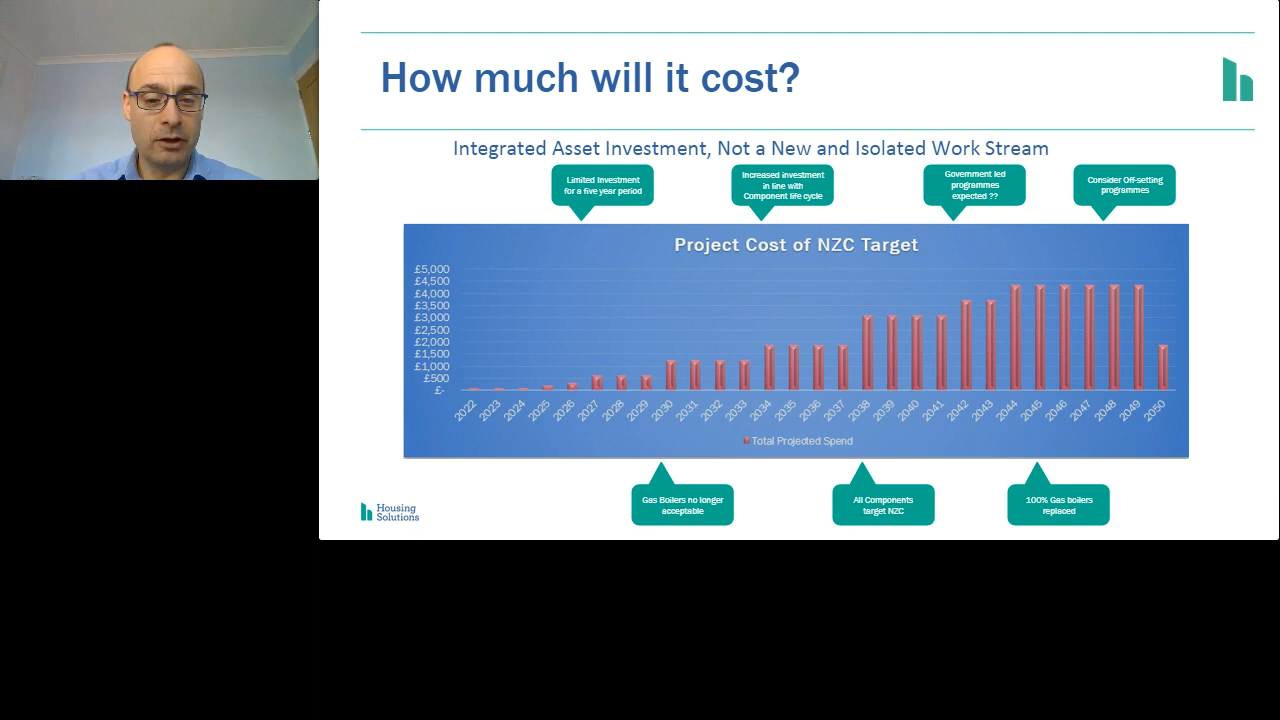 How much will it cost?
Integrated Asset Investment, Not a New and Isolated Work Stream
Limited Investment
for a five year period
Increased investment
in line with
Component life cycle
Government led
programmes
expected ??
Consider Off-setting
programmes
Project Cost of NZC Target
£5,000
£4,500
£4,000
£3,500
£3,000
£2,500
£2,000
£1,500
£1,000
£500
£-
2022
2023
2024
2025
2026
2027
2028
2029
2030
2031
2032
2033
2034
2035
2036
2037
2038
2039
2040
2041
2042
2043
2044
2045
2046
2047
2048
2049
2050
Total Projected Spend
Gas Boilers no longer
acceptable
All Components
target NZC
100% Gas boilers
replaced
Housing
Solutions